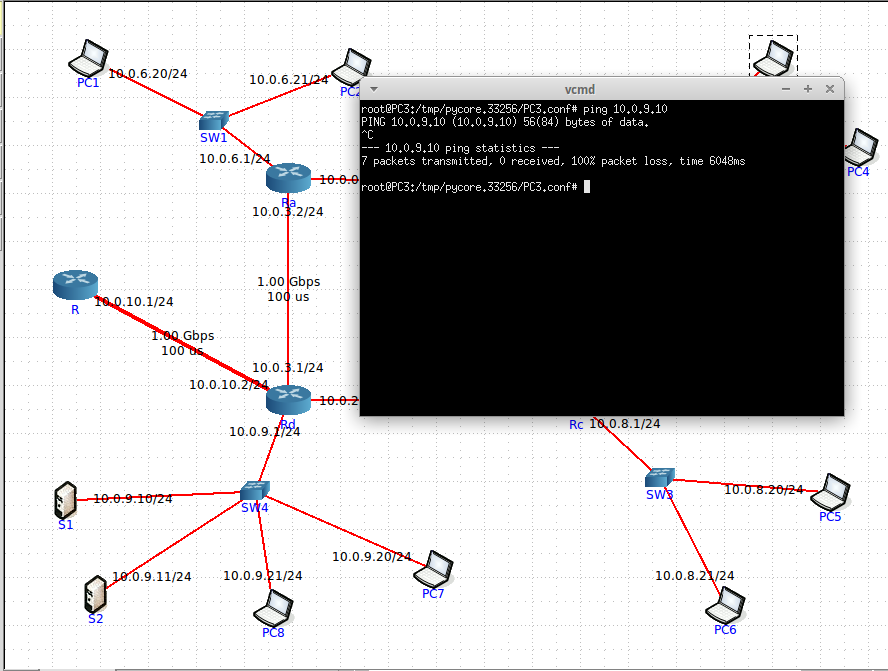 10.0.6.20/24
PC1
10.0.6.21/24
PC2
SW1
10.0.6.1/24
Ra
10.0.0
10.0.3.2/24
vcmd
root@PC3:/tmp/pycore.33256/PC3.conf# ping 10.0.9.10
PING 10.0.9.10 (10.0.9.10) 56(84) bytes of data.
^C
--- 10.0.9.10 ping statistics ---
7 packets transmitted, 0 received, 100% packet loss, time 6048ms
root@PC3:/tmp/pycore.33256/PC3.conf#
PC4
1.00 Gbps
100 us
R
10.0.10.1/24
1.00 Gbps
100 us
10.0.3.1/24
10.0.10.2/24
10.0.2
Rd
10.0.9.1/24
Rc
10.0.8.1/24
SW4
10.0.9.10/24
S1
SW3
10.0.8.20/24
PC5
10.0.9.20/24
10.0.9.11/24
10.0.9.21/24
10.0.8.21/24
PC7
S2
PC8
PC6